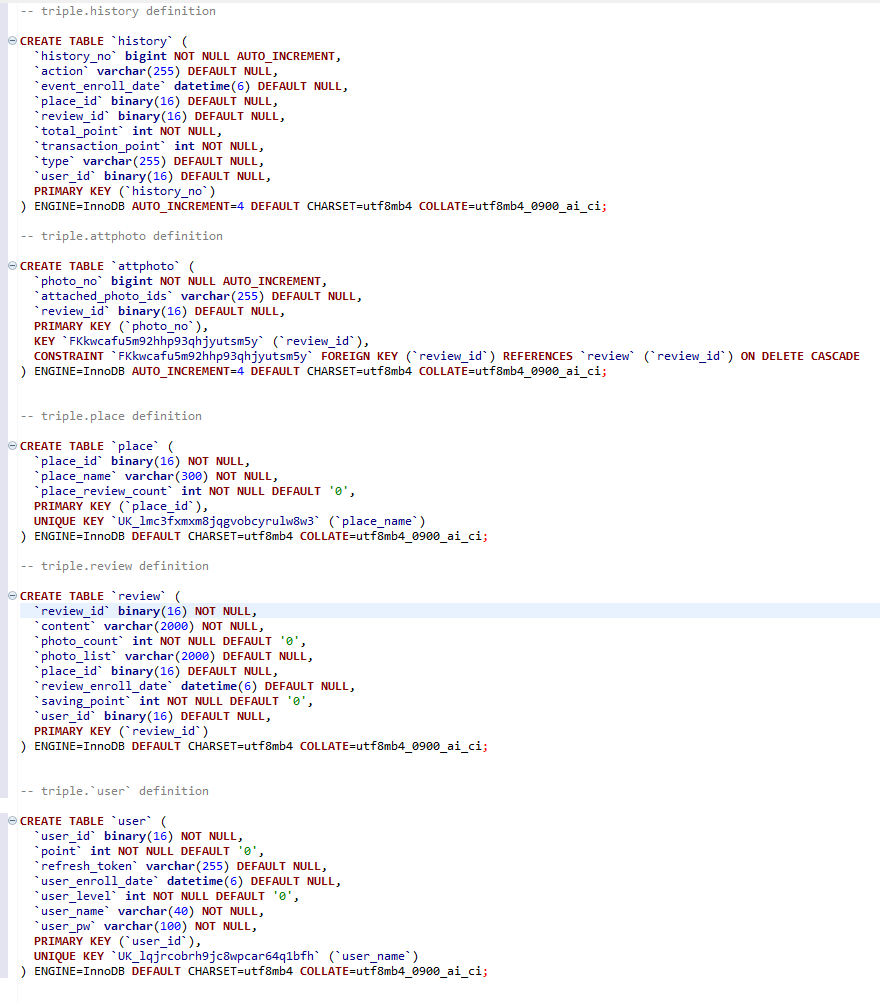 -- triple.history definition
CREATE TABLE `history` (
`history_no` bigint NOT NULL AUTO_INCREMENT,
`action` varchar(255) DEFAULT NULL,
`event_enroll_date` datetime(6) DEFAULT NULL,
`place_id` binary(16) DEFAULT NULL,
`review_id` binary(16) DEFAULT NULL,
`total_point` int NOT NULL,
`transaction_point` int NOT NULL,
`type` varchar(255) DEFAULT NULL,
`user_id` binary(16) DEFAULT NULL,
PRIMARY KEY (`history_no`)
) ENGINE=InnoDB AUTO_INCREMENT=4 DEFAULT CHARSET=utf8mb4 COLLATE=utf8mb4_0900_ai_ci;
-- triple.attphoto definition
CREATE TABLE `attphoto` (
`photo_no` bigint NOT NULL AUTO_INCREMENT,
`attached_photo_ids` varchar(255) DEFAULT NULL,
`review_id` binary(16) DEFAULT NULL,
PRIMARY KEY (`photo_no`),
KEY `FKkwcafu5m92hhp93qhjyutsm5y` (`review_id`),
CONSTRAINT `FKkwcafu5m92hhp93qhjyutsm5y` FOREIGN KEY (`review_id`) REFERENCES `review` (`review_id`) ON DELETE CASCADE
) ENGINE=InnoDB AUTO_INCREMENT=4 DEFAULT CHARSET=utf8mb4 COLLATE=utf8mb4_0900_ai_ci;
-- triple.place definition
CREATE TABLE `place` (
`place_id` binary(16) NOT NULL,
`place_name` varchar(300) NOT NULL,
`place_review_count` int NOT NULL DEFAULT '0',
PRIMARY KEY (`place_id`),
UNIQUE KEY `UK_lmc3fxmxm8jqgvobcyrulw8w3` (`place_name`)
) ENGINE=InnoDB DEFAULT CHARSET=utf8mb4 COLLATE=utf8mb4_0900_ai_ci;
-- triple.review definition
CREATE TABLE `review` (
`review_id` binary(16) NOT NULL,
`content` varchar(2000) NOT NULL,
`photo_count` int NOT NULL DEFAULT '0',
`photo_list` varchar(2000) DEFAULT NULL,
`place_id` binary(16) DEFAULT NULL,
`review_enroll_date` datetime(6) DEFAULT NULL,
`saving_point` int NOT NULL DEFAULT '0',
`user_id` binary(16) DEFAULT NULL,
PRIMARY KEY (`review_id`)
) ENGINE=InnoDB DEFAULT CHARSET=utf8mb4 COLLATE=utf8mb4_0900_ai_ci;
-- triple.`user` definition
CREATE TABLE `user` (
`user_id` binary(16) NOT NULL,
`point` int NOT NULL DEFAULT '0',
`refresh_token` varchar(255) DEFAULT NULL,
`user_enroll_date` datetime(6) DEFAULT NULL,
`user_level` int NOT NULL DEFAULT '0',
`user_name` varchar(40) NOT NULL,
`user_pw` varchar(100) NOT NULL,
PRIMARY KEY (`user_id`),
UNIQUE KEY `UK_lqjrcobrh9jc8wpcar64q1bfh` (`user_name`)
) ENGINE=InnoDB DEFAULT CHARSET=utf8mb4 COLLATE=utf8mb4_0900_ai_ci;